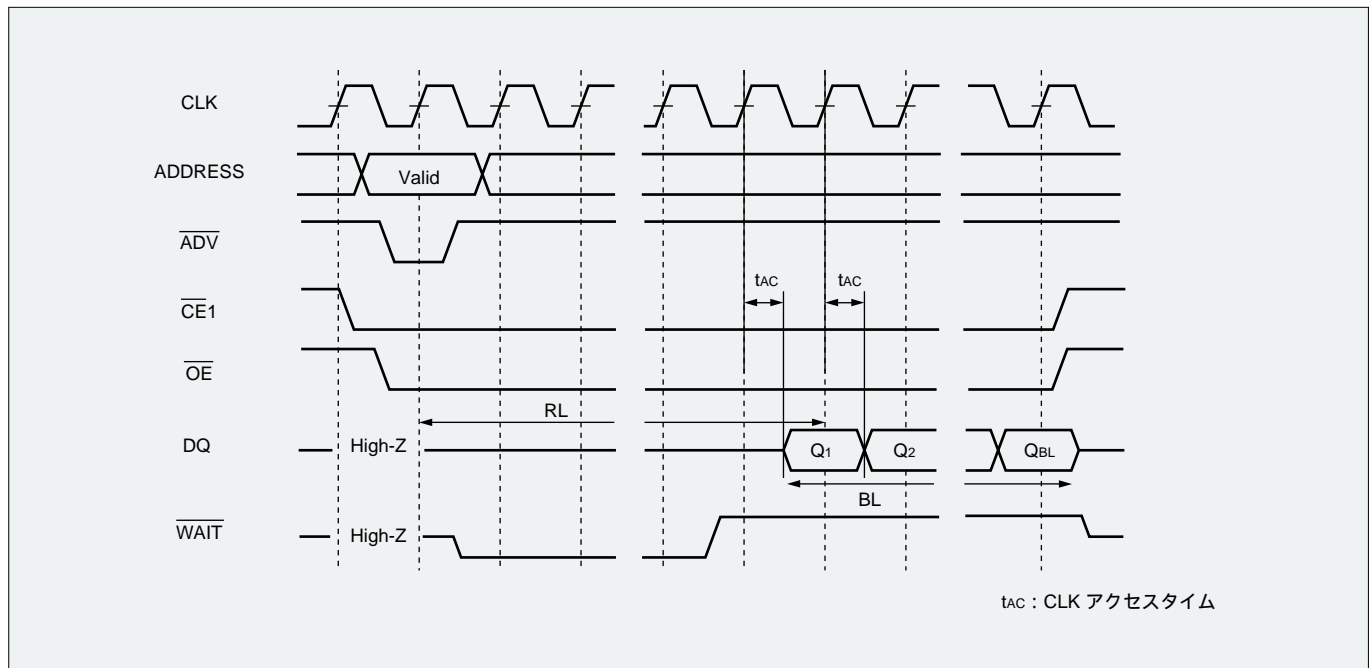 CLK
ADDRESS
Valid
ADV
tAC
tAC
CE1
OE
RL
DQ
High-Z
Q1
Q2
QBL
BL
WAIT
High-Z
tAC：CLK アクセスタイム